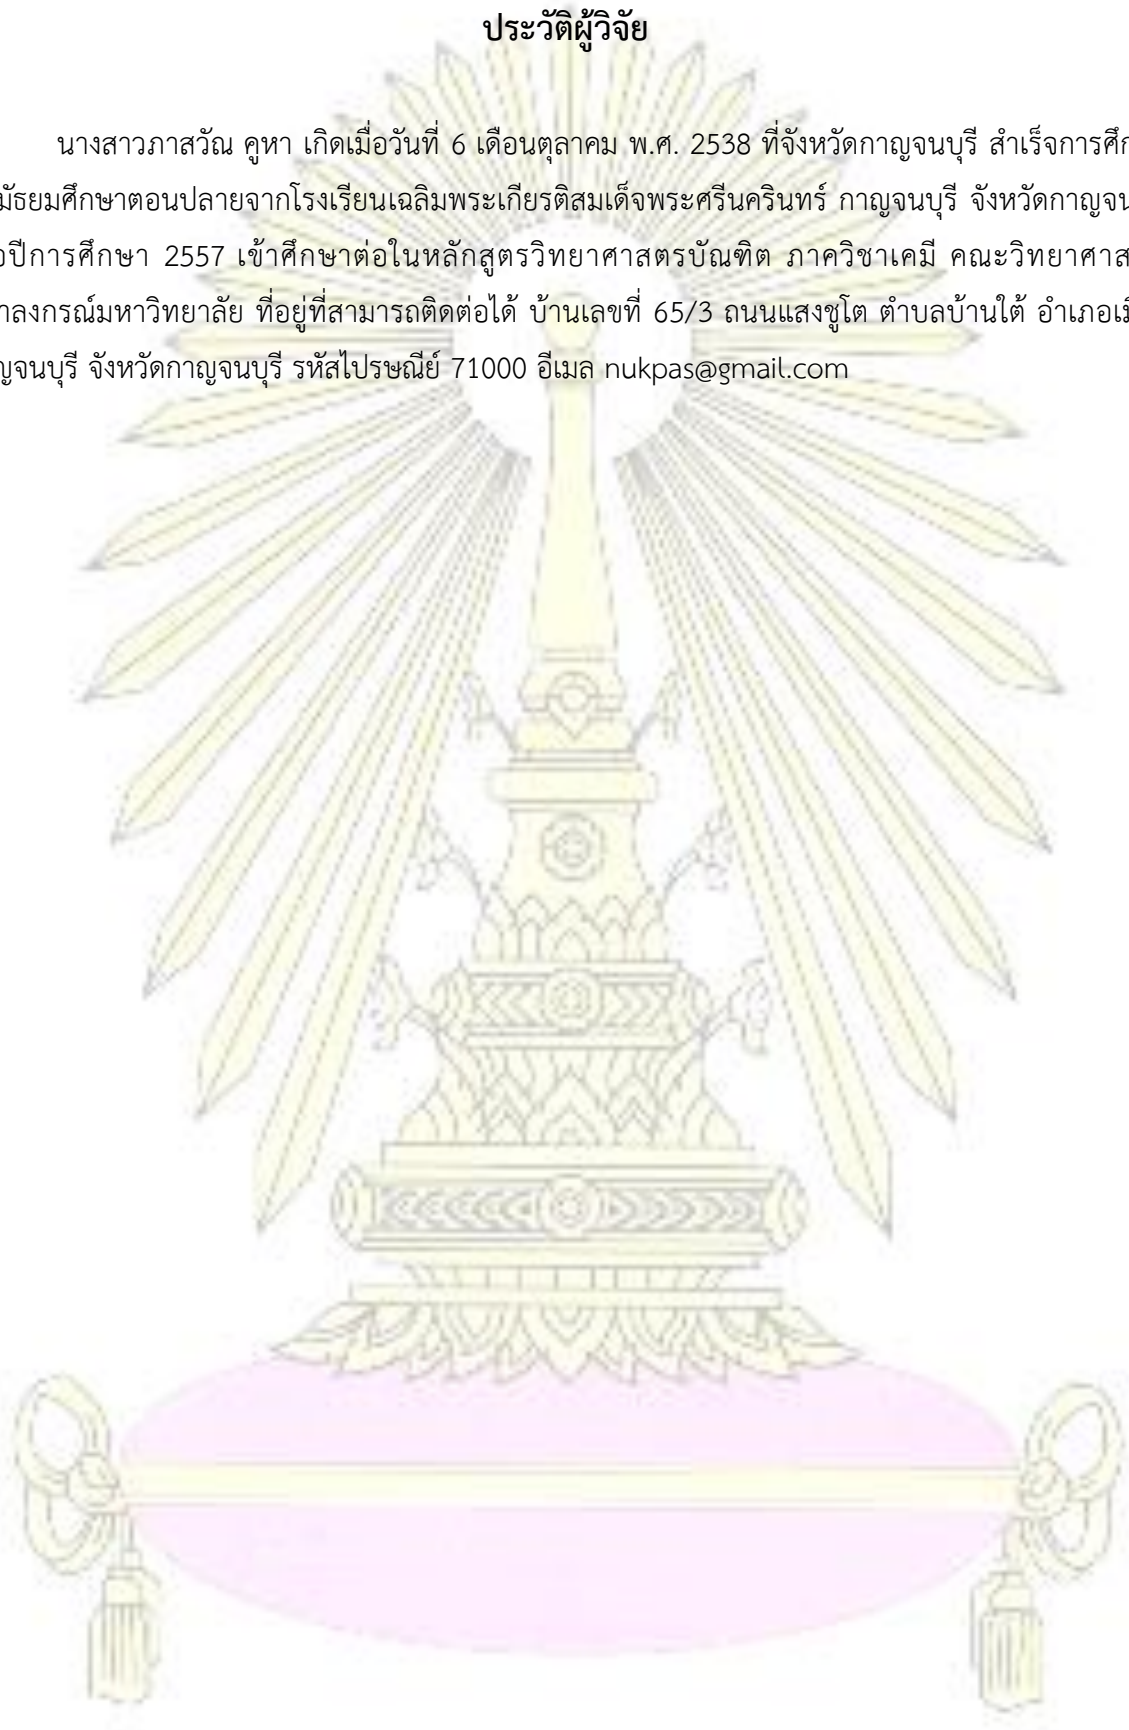 ประวัติผู้วิจัย
นางสาวภาสวัณ คูหา เกิดเมื่อวันที่ 6 เดือนตุลาคม พ.ศ. 2538 ที่จังหวัดกาญจนบุรี สำเร็จการศึก
มัธยมศึกษาตอนปลายจากโรงเรียนเฉลิมพระเกียรติสมเด็จพระศรีนครินทร์ กาญจนบุรี จังหวัดกาญจน
ปีการศึกษา 2557 เข้าศึกษาต่อในหลักสูตรวิทยาศาสตรบัณฑิต ภาควิชาเคมี คณะวิทยาศาส
าลงกรณ์มหาวิทยาลัย ที่อยู่ที่สามารถติดต่อได้ บ้านเลขที่ 65/3 ถนนแสงชูโต ตำบลบ้านใต้ อำเภอเมื
ญจนบุรี จังหวัดกาญจนบุรี รหัสไปรษณีย์ 71000 อีเมล nukpas@gmail.com